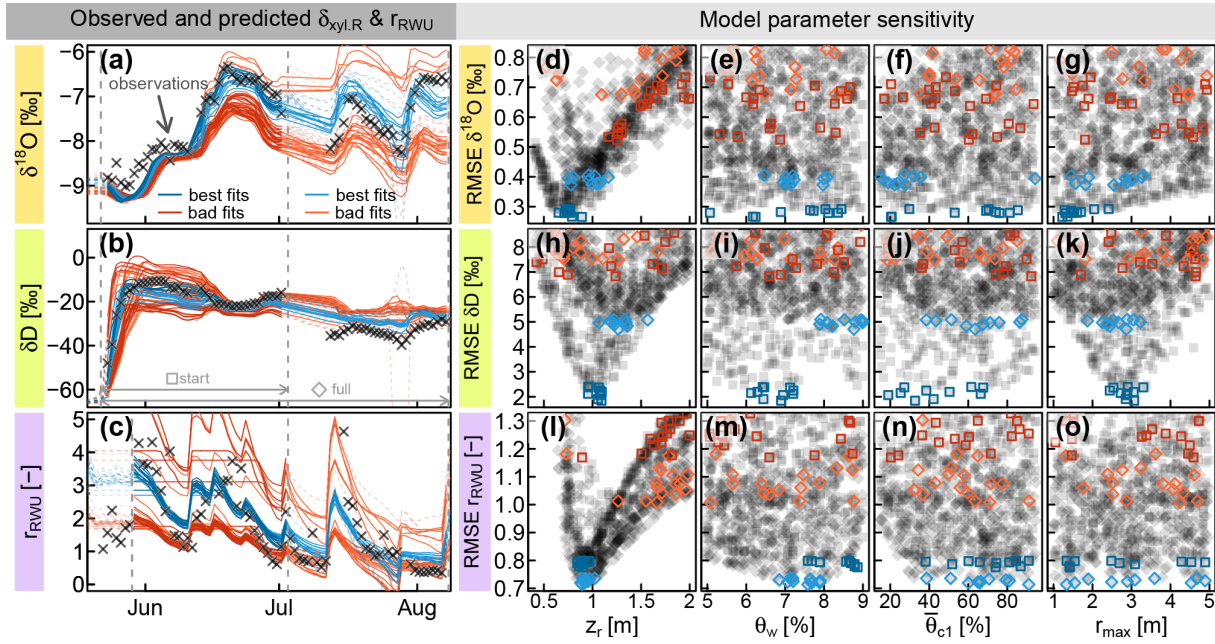 Observed and predicted δxyl.R & rRWU
Model parameter sensitivity
δ18O [‰]
−6
−7
−8
−9
(a)
observations
best fits
bad fits
best fits
bad fits
RMSE δ18O
0.8
0.7
0.6
0.5
0.4
0.3
(d)
(e)
(f)
(g)
δD [‰]
0
−20
−40
−60
(b)
start
full
RMSE δD [‰]
8
7
6
5
4
3
2
(h)
(i)
(j)
(k)
rRWU [−]
5
4
3
2
1
0
(c)
Jun
Jul
Aug
RMSE rRWU [−]
1.3
1.2
1.1
1.0
0.9
0.8
0.7
(l)
(m)
(n)
(o)
0.5
1
1.5
2
zr [m]
5
6
7
8
9
θw [%]
20
40
60
80
θc1 [%]
1
2
3
4
5
rmax [m]